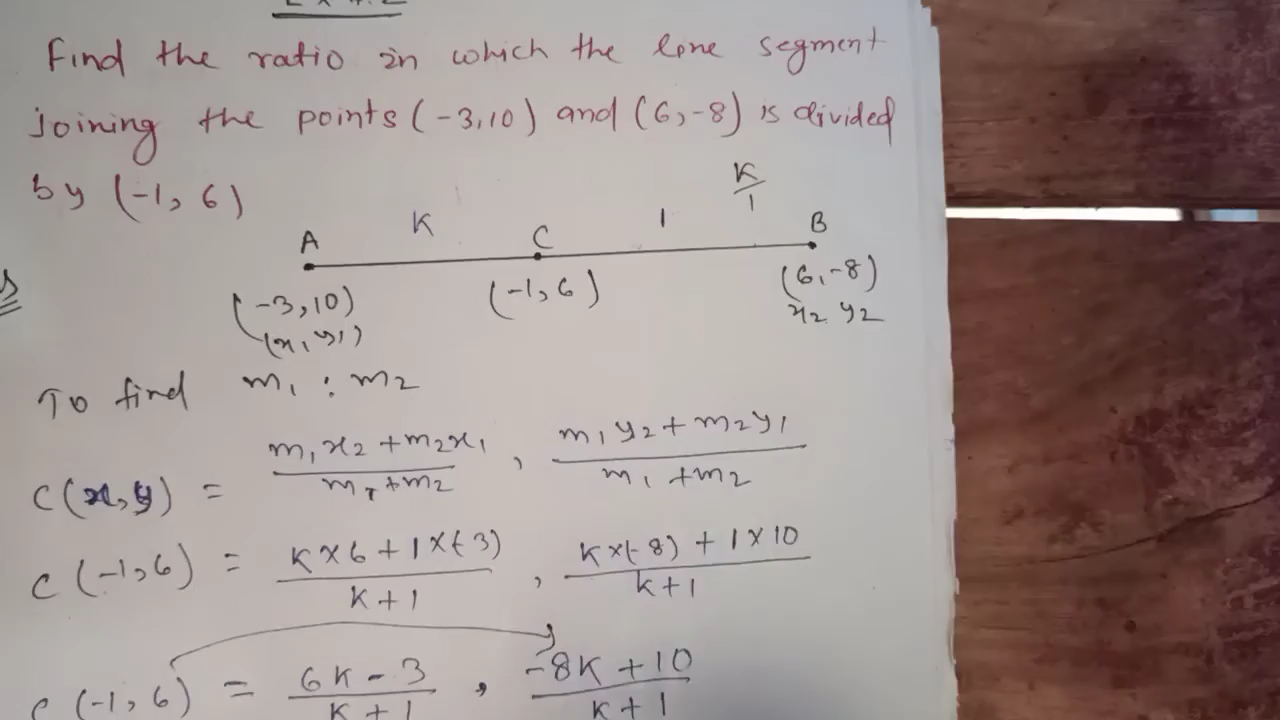 Find the ratio in which the line segment
joining the points (-3,10) and (6,-8) is divided
by (-1, 6)
K/1
A K C 1 B
(-3,10) (-1,6) (6,-8)
(x1 y1) x2 y2
To find m1 : m2
C(x,y) = (m1x2 + m2x1)/(m1+m2) , (m1y2 + m2y1)/(m1+m2)
C(-1,6) = (K×6 + 1×(-3))/(K+1) , (K×(-8) + 1×10)/(k+1)
C(-1,6) = (6K-3)/(K+1) , (-8K+10)/(k+1)